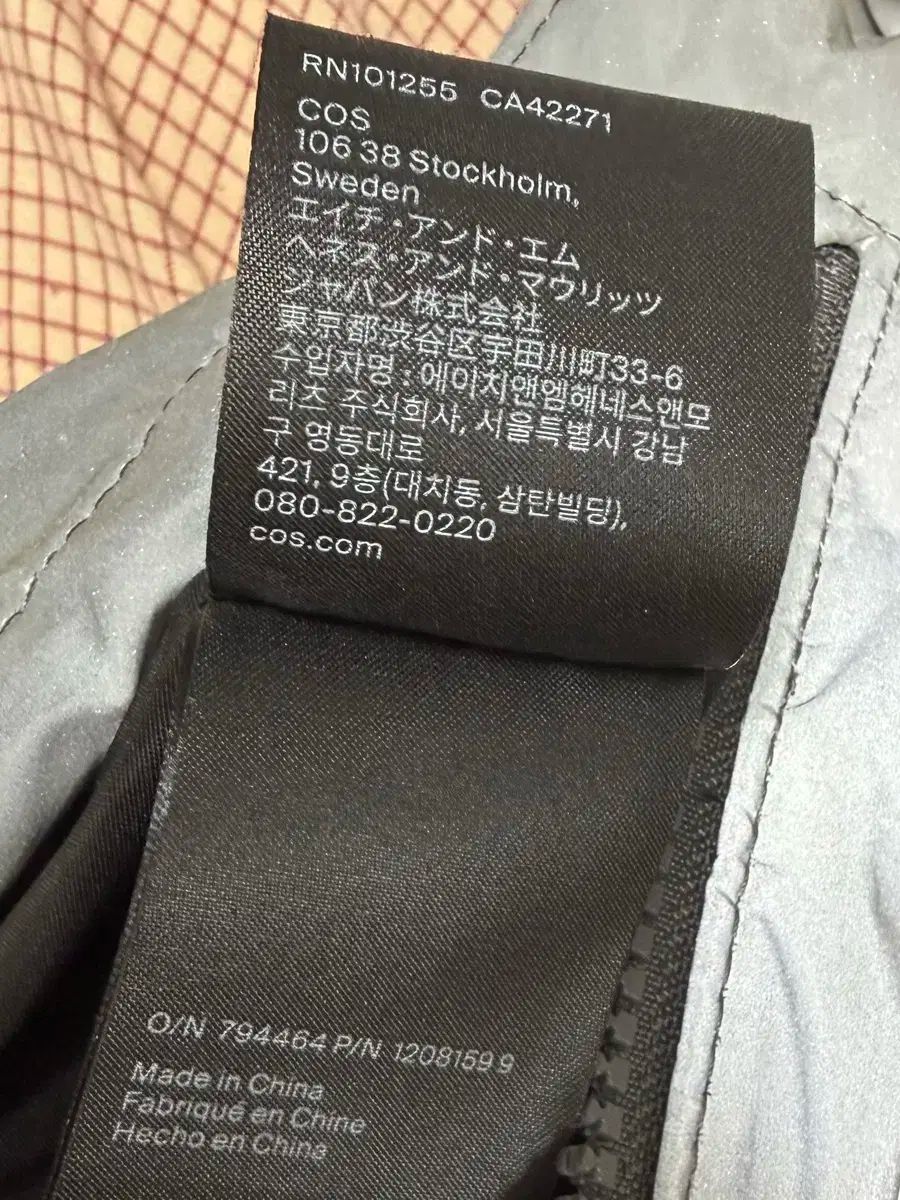 RN101255 CA42271
COS
106 38 Stockholm,
Sweden
エイチ・アンド・エム
ヘネス・アンド・マウリッツ
ジャパン株式会社
東京都渋谷区宇田川町33-6
수입자명 : 에이치앤엠헤네스앤모
리즈 주식회사, 서울특별시 강남
구 영동대로
421, 9층(대치동, 삼탄빌딩),
080-822-0220
cos.com
O/N 794464 P/N 1208159 9
Made in China
Fabriqué en Chine
Hecho en China